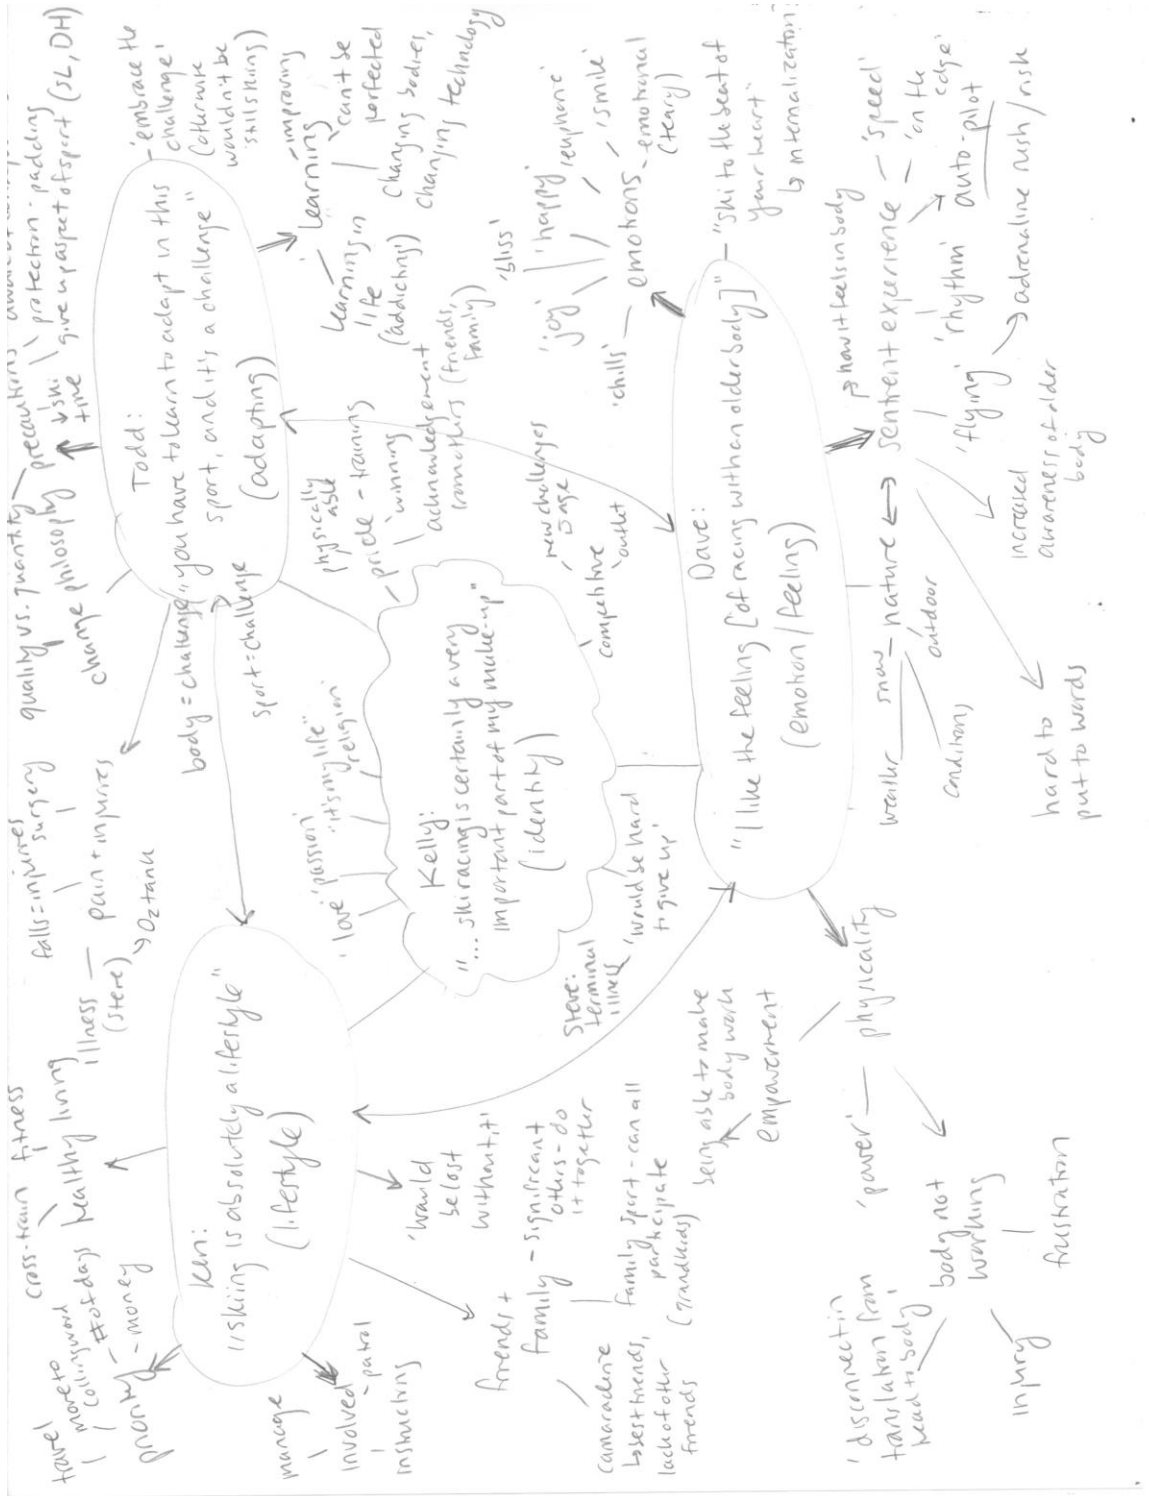 travel
move to
collingwood
# of days
priority - money
cross-train
fitness
healthy living
Ken:
"skiing is absolutely a lifestyle"
(lifestyle)
manage
involved - patrol
instructing
friends +
family - significant
others - do
it together
camaraderie
↳ best friends,
lack of other
friends
family sport - can all
participate
(grandkids)
'would
be lost
without it'
falls = injuries
surgery
pain + injuries
illness
(Steve)
↳ O2 tank
quality vs. quantity
change philosophy
precautions
protection - padding
↓ ski
time
give up aspect of sport (SL, DH)
Todd:
"you have to learn to adapt in this
sport, and it's a challenge"
(adapting)
body = challenge
sport = challenge
- 'embrace the
challenge'
(otherwise
wouldn't be
still skiing)
learning - improving
'can't be
perfected
changing bodies,
changing technology
learning in
life
(addicting)
Kelly:
"... ski racing is certainly a very
important part of my make-up"
(identity)
'love'
'passion'
"it's my life"
'religion'
physically
able
pride - training
'winning
acknowledgement
from others (friends,
family)
new challenges
↳ age
competitive
outlet
'would be hard
to give up'
Steve:
terminal
illness
Dave:
"I like the feeling [of racing with an older body]"
(emotion/feeling)
emotions
'chills'
'joy'
'bliss'
'happy'
'euphoric'
'smile'
- emotional
(teary)
- "ski to the beat of
your heart"
↳ internalization
physicality
empowerment
being able to make
body work
'power'
body not
working
'disconnect in
translation from
head to body'
injury
frustration
weather
snow
conditions
nature
outdoor
↔ sentient experience
→ how it feels in body
- 'speed'
- 'on the
edge'
auto-pilot
'rhythm'
'flying'
→ adrenaline rush/risk
increased
awareness of older
body
hard to
put to words